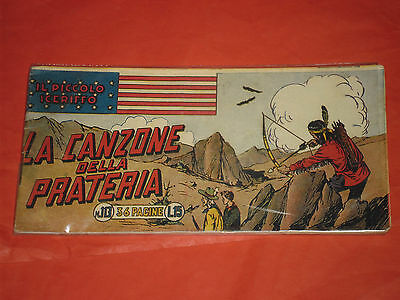 IL PICCOLO
SCERIFFO
LA CANZONE
DELLA
PRATERIA
N.10 36 PAGINE L.15